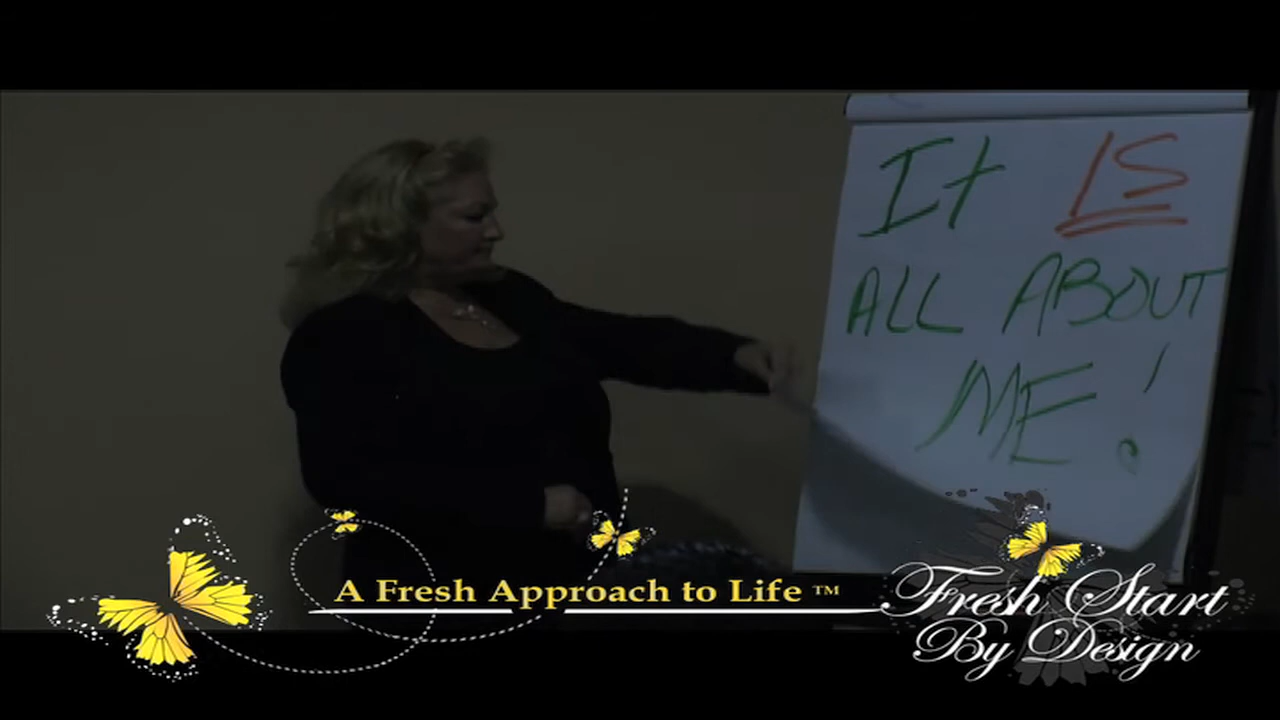 It IS
ALL ABOUT
ME!
A Fresh Approach to Life ™
Fresh Start
By Design